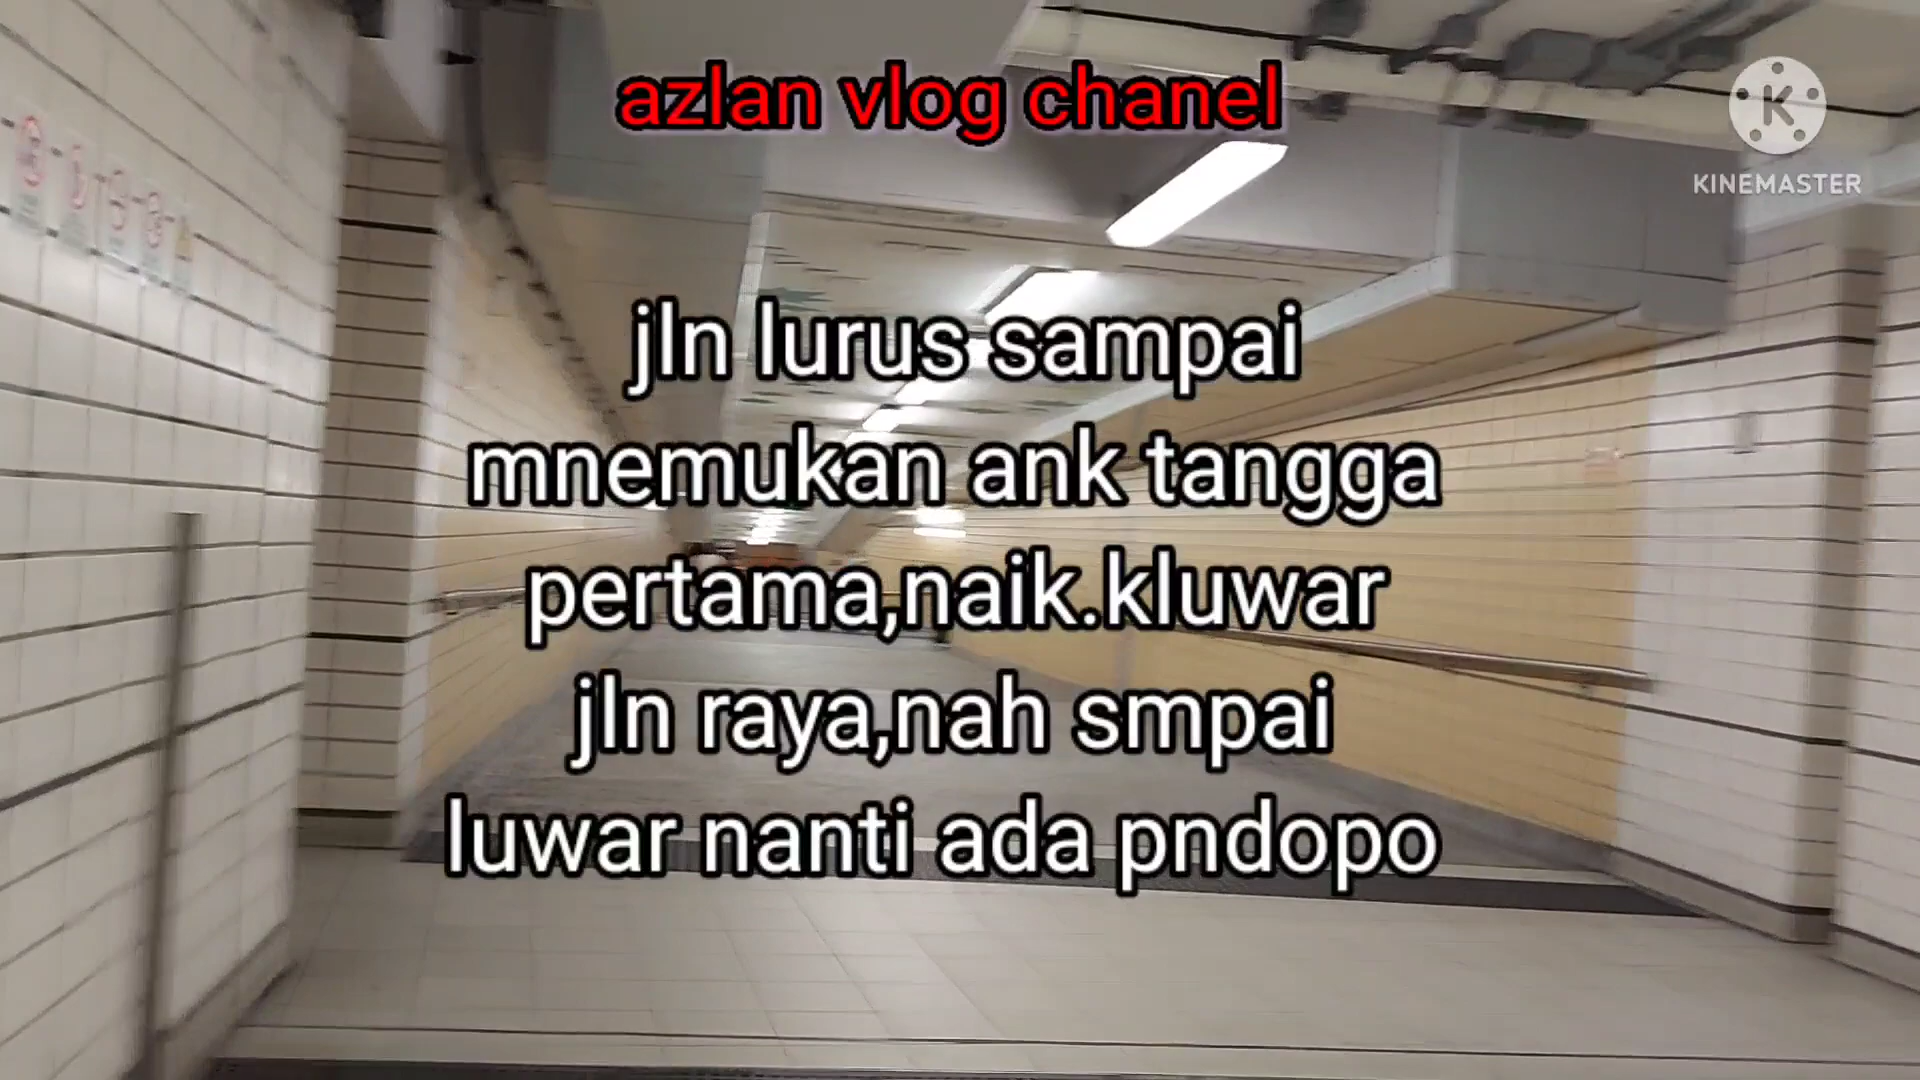 azlan vlog chanel
KINEMASTER
jln lurus sampai
mnemukan ank tangga
pertama,naik.kluwar
jln raya,nah smpai
luwar nanti ada pndopo